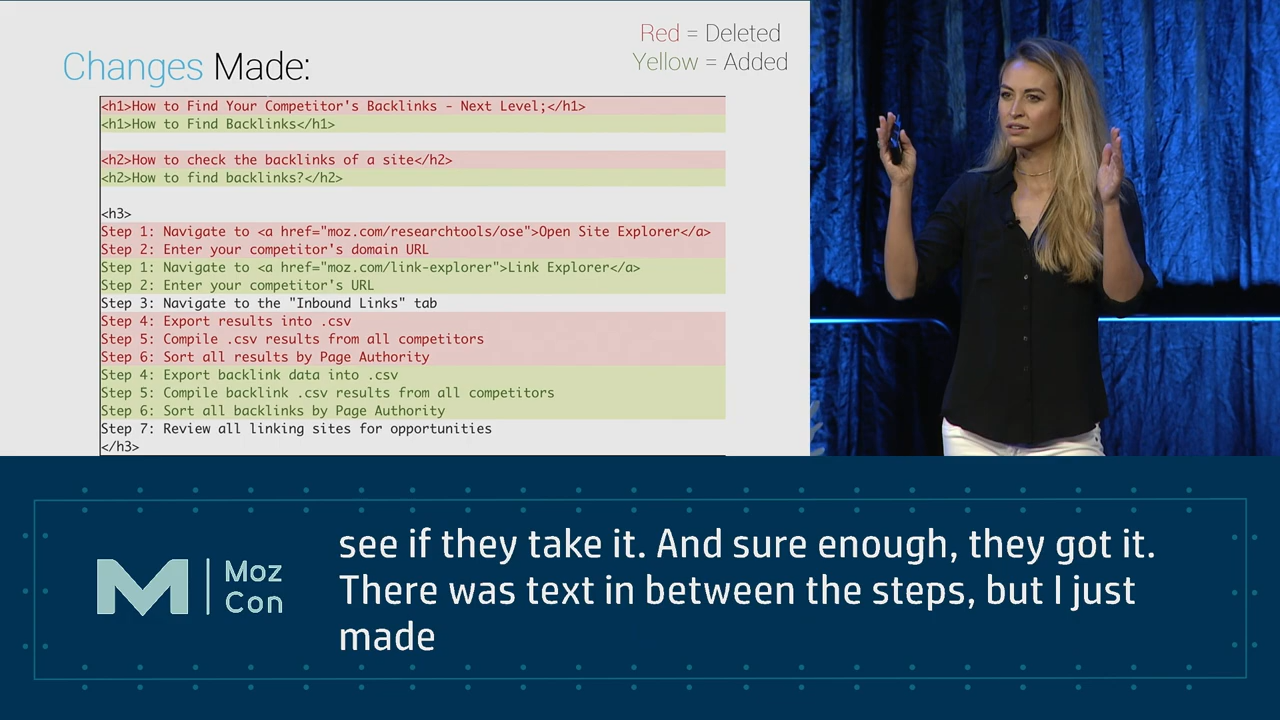 Red = Deleted
Yellow = Added
Changes Made:
<h1>How to Find Your Competitor's Backlinks - Next Level;</h1>
<h1>How to Find Backlinks</h1>
<h2>How to check the backlinks of a site</h2>
<h2>How to find backlinks?</h2>
<h3>
Step 1: Navigate to <a href="moz.com/researchtools/ose">Open Site Explorer</a>
Step 2: Enter your competitor's domain URL
Step 1: Navigate to <a href="moz.com/link-explorer">Link Explorer</a>
Step 2: Enter your competitor's URL
Step 3: Navigate to the "Inbound Links" tab
Step 4: Export results into .csv
Step 5: Compile .csv results from all competitors
Step 6: Sort all results by Page Authority
Step 4: Export backlink data into .csv
Step 5: Compile backlink .csv results from all competitors
Step 6: Sort all backlinks by Page Authority
Step 7: Review all linking sites for opportunities
</h3>
M
Moz
Con
see if they take it. And sure enough, they got it.
There was text in between the steps, but I just
made